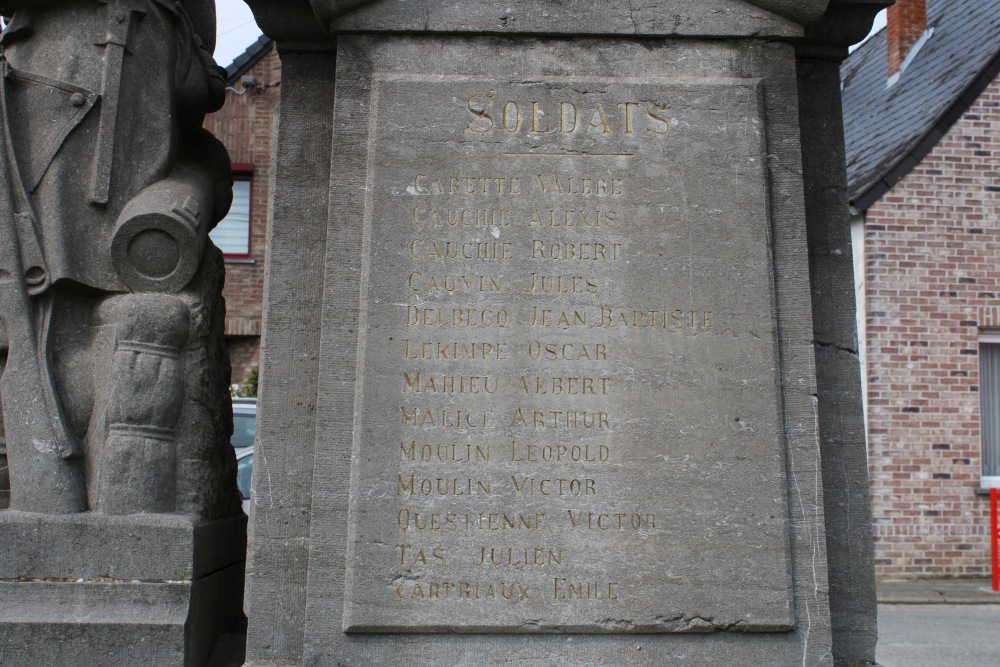 SOLDATS
CARETTE VALÈRE
CAUCHIE ALEXIS
CAUCHIE ROBERT
CAUVIN JULES
DELBECQ JEAN BAPTISTE
LEKIMPE OSCAR
MAHIEU ALBERT
MALICE ARTHUR
MOULIN LEOPOLD
MOULIN VICTOR
QUESTIENNE VICTOR
TAS JULIEN
CARTRIAUX EMILE